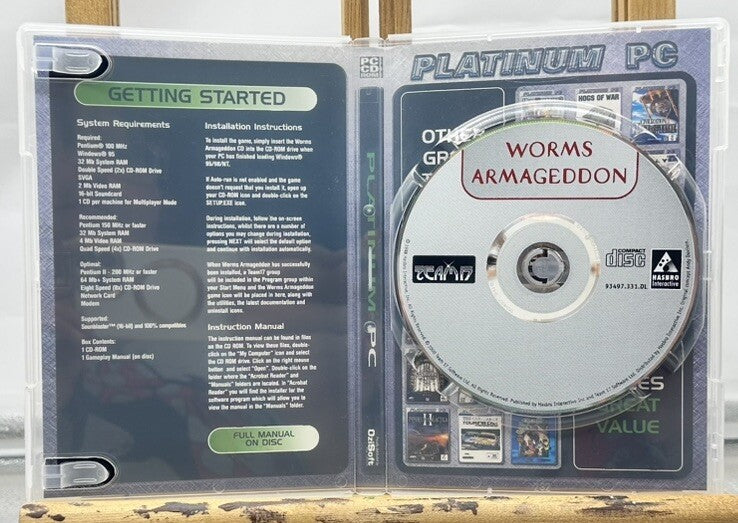 GETTING STARTED
System Requirements
Required:
Pentium® 100 MHz
Windows® 95
32 Mb System RAM
Double Speed (2x) CD-ROM Drive
SVGA
2 Mb Video RAM
16-bit Soundcard
1 CD per machine for Multiplayer Mode
Recommended:
Pentium 150 MHz or faster
32 Mb System RAM
4 Mb Video RAM
Quad Speed (4x) CD-ROM Drive
Optional:
Pentium II - 200 MHz or faster
64 Mb+ System RAM
Eight Speed (8x) CD-ROM Drive
Network Card
Modem
Supported:
Soundblaster™ (16-bit) and 100% compatibles
Box Contents:
1 CD-ROM
1 Gameplay Manual (on disc)
Installation Instructions
To install the game, simply insert the Worms
Armageddon CD into the CD-ROM drive when
your PC has finished loading Windows®
95/98/NT.
If Auto-run is not enabled and the game
doesn't request that you install it, open up
your CD-ROM icon and double-click on the
SETUP.EXE icon.
During installation, follow the on-screen
instructions, whilst there are a number of
options you may change during installation,
pressing NEXT will select the default option
and continue with installation automatically.
When Worms Armageddon has successfully
been installed, a Team17 group
will be included in the Program group within
your Start Menu and the Worms Armageddon
game icon will be placed in here, along with
the utilities, the latest documentation and
uninstall icons.
Instruction Manual
The instruction manual can be found in files
on the CD ROM. To view these files, double-
click on the "My Computer" icon and select
the CD ROM drive. Click on the right mouse
button and select "Open". Double-click on the
folder where the "Acrobat Reader" and
"Manuals" folders are located. In "Acrobat
Reader" you will find the installer for the
software program which will allow you to
view the manual in the "Manuals" folder.
FULL MANUAL
ON DISC
PC
CD
ROM
PLATINUM PC
OziSoft
PLATINUM PC
HOGS OF WAR
OTHER
VALUE
WORMS
ARMAGEDDON
TEAM17
COMPACT
disc
HASBRO
Interactive
93497.331.DL